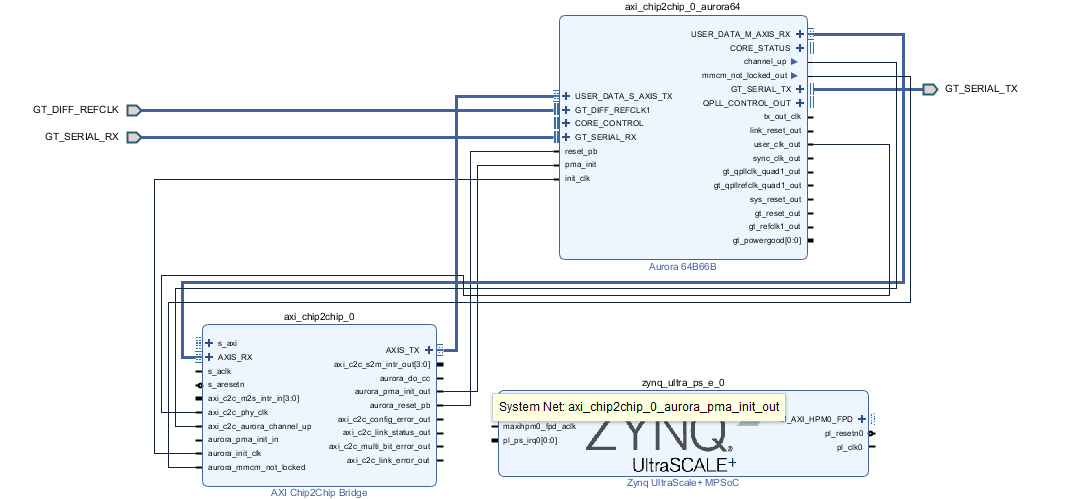 axi_chip2chip_0_aurora64
USER_DATA_M_AXIS_RX
CORE_STATUS
channel_up
mmcm_not_locked_out
GT_SERIAL_TX
QPLL_CONTROL_OUT
tx_out_clk
link_reset_out
user_clk_out
sync_clk_out
gt_qpllclk_quad1_out
gt_qpllrefclk_quad1_out
sys_reset_out
gt_reset_out
gt_refclk1_out
gt_powergood[0:0]
USER_DATA_S_AXIS_TX
GT_DIFF_REFCLK1
CORE_CONTROL
GT_SERIAL_RX
reset_pb
pma_init
init_clk
Aurora 64B66B
GT_DIFF_REFCLK
GT_SERIAL_RX
GT_SERIAL_TX
axi_chip2chip_0
s_axi
AXIS_RX
s_aclk
s_aresetn
axi_c2c_m2s_intr_in[3:0]
axi_c2c_phy_clk
axi_c2c_aurora_channel_up
aurora_pma_init_in
aurora_init_clk
aurora_mmcm_not_locked
AXIS_TX
axi_c2c_s2m_intr_out[3:0]
aurora_do_cc
aurora_pma_init_out
aurora_reset_pb
axi_c2c_config_error_out
axi_c2c_link_status_out
axi_c2c_multi_bit_error_out
axi_c2c_link_error_out
AXI Chip2Chip Bridge
zynq_ultra_ps_e_0
System Net: axi_chip2chip_0_aurora_pma_init_out
_AXI_HPM0_FPD
maxihpm0_fpd_aclk
pl_ps_irq0[0:0]
pl_resetn0
pl_clk0
ZYNQ
UltraSCALE+
Zynq UltraScale+ MPSoC